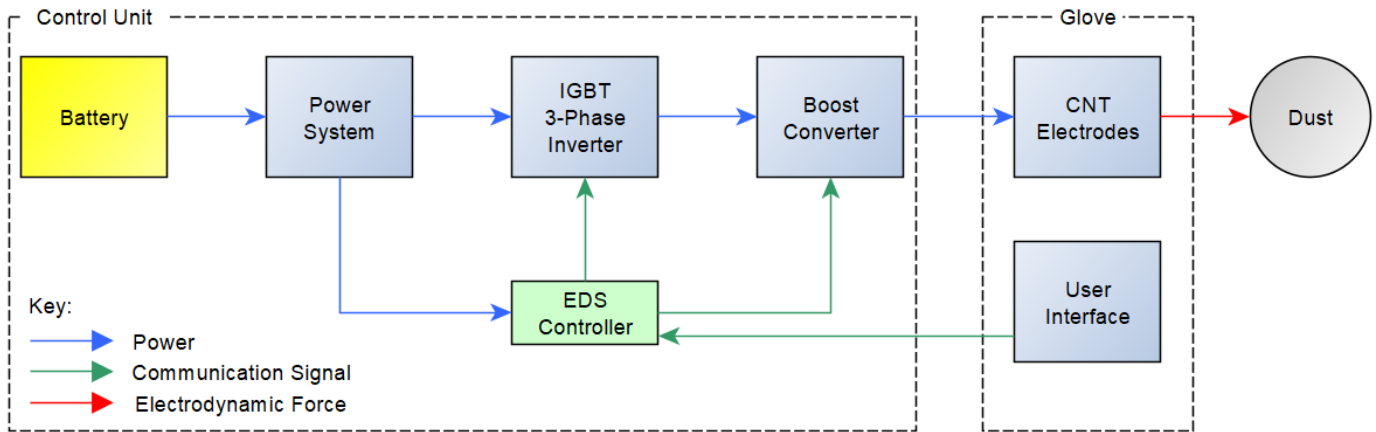 Control Unit
Glove
Battery
Power
System
IGBT
3-Phase
Inverter
Boost
Converter
CNT
Electrodes
Dust
EDS
Controller
User
Interface
Key:
Power
Communication Signal
Electrodynamic Force